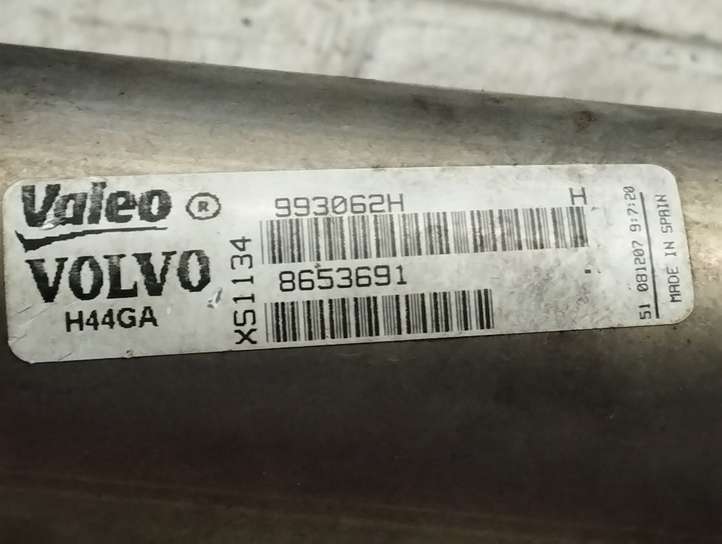 Valeo ®
VOLVO
H44GA
XS1134
993062H H
8653691
51 081207 9:7:20
MADE IN SPAIN